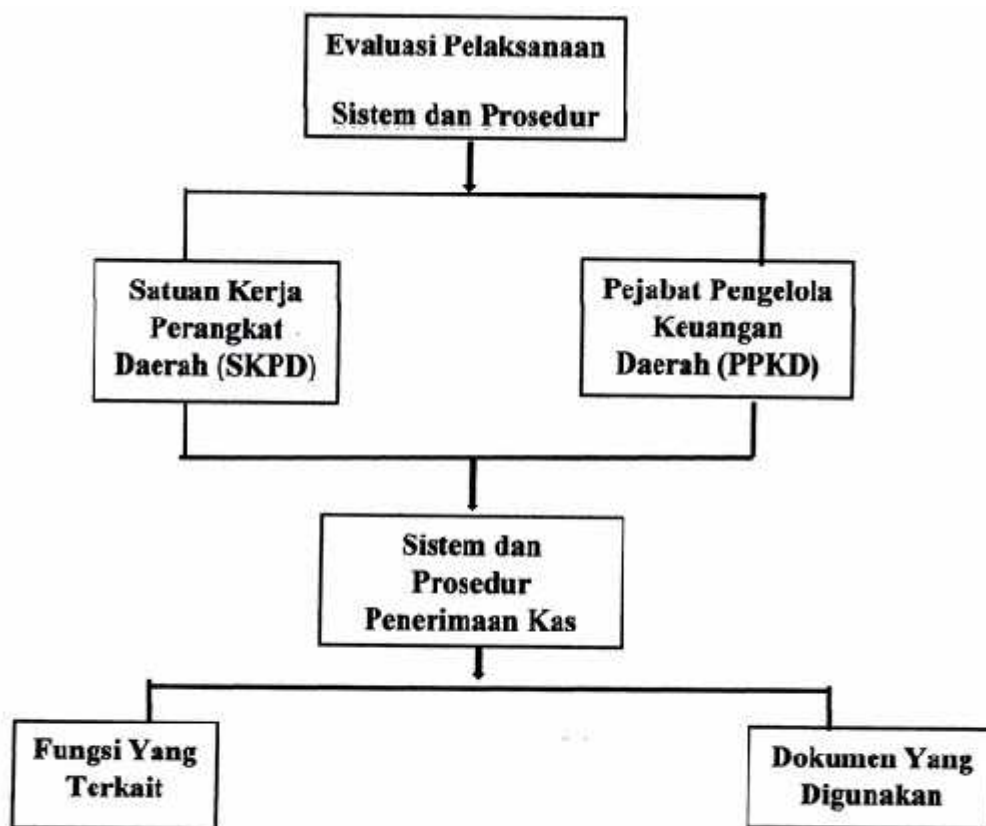 Evaluasi Pelaksanaan
Sistem dan Prosedur
Satuan Kerja
Perangkat
Daerah (SKPD)
Pejabat Pengelola
Keuangan
Daerah (PPKD)
Sistem dan
Prosedur
Penerimaan Kas
Fungsi Yang
Terkait
Dokumen Yang
Digunakan